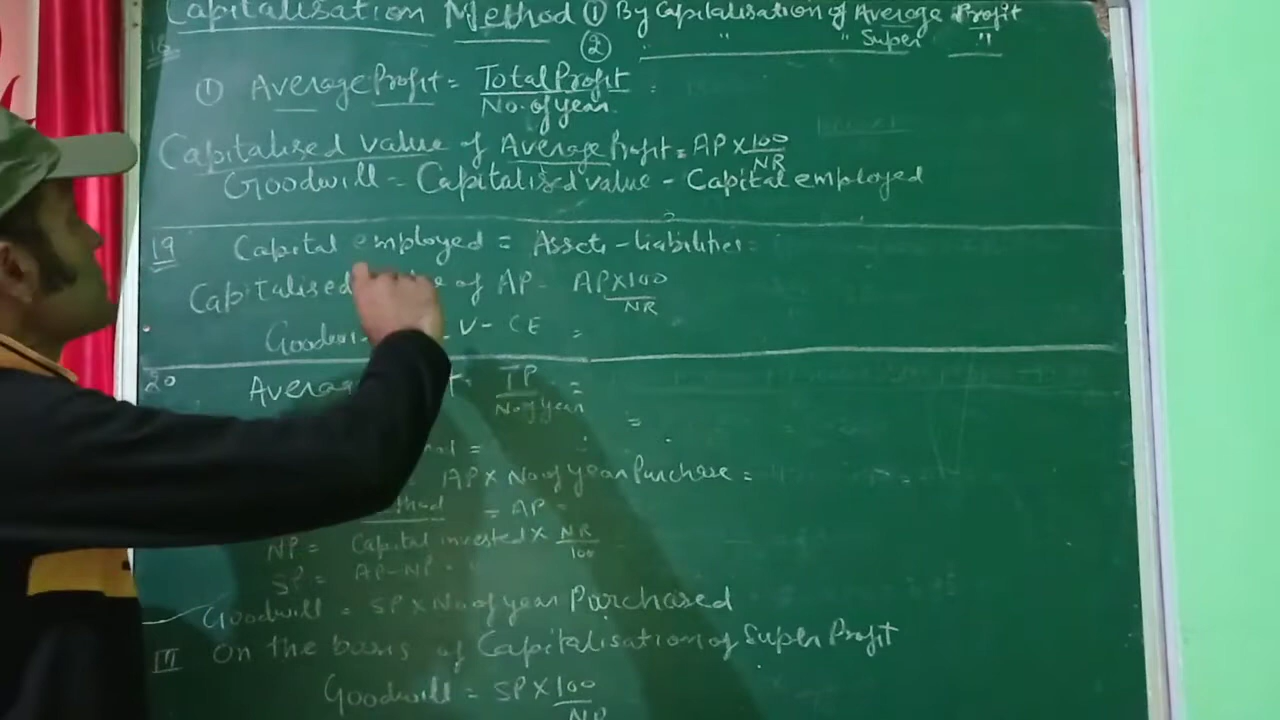 Capitalisation Method ① By Capitalisation of Average Profit
② " " " Super " "
18
① Average Profit = Total Profit / No. of year =
Capitalised value of Average Profit = AP × 100 / NR
Goodwill = Capitalised value - Capital employed
19 Capital employed = Assets - liabilities =
Capitalised of AP - AP × 100 / NR
V - CE =
20 Average TP / No of year =
=
AP × No. of year Purchase =
= AP =
NP = Capital invested × NR / 100
SP = AP - NP =
Goodwill = SP × No. of year Purchased
III On the basis of Capitalisation of Super Profit
Goodwill = SP × 100